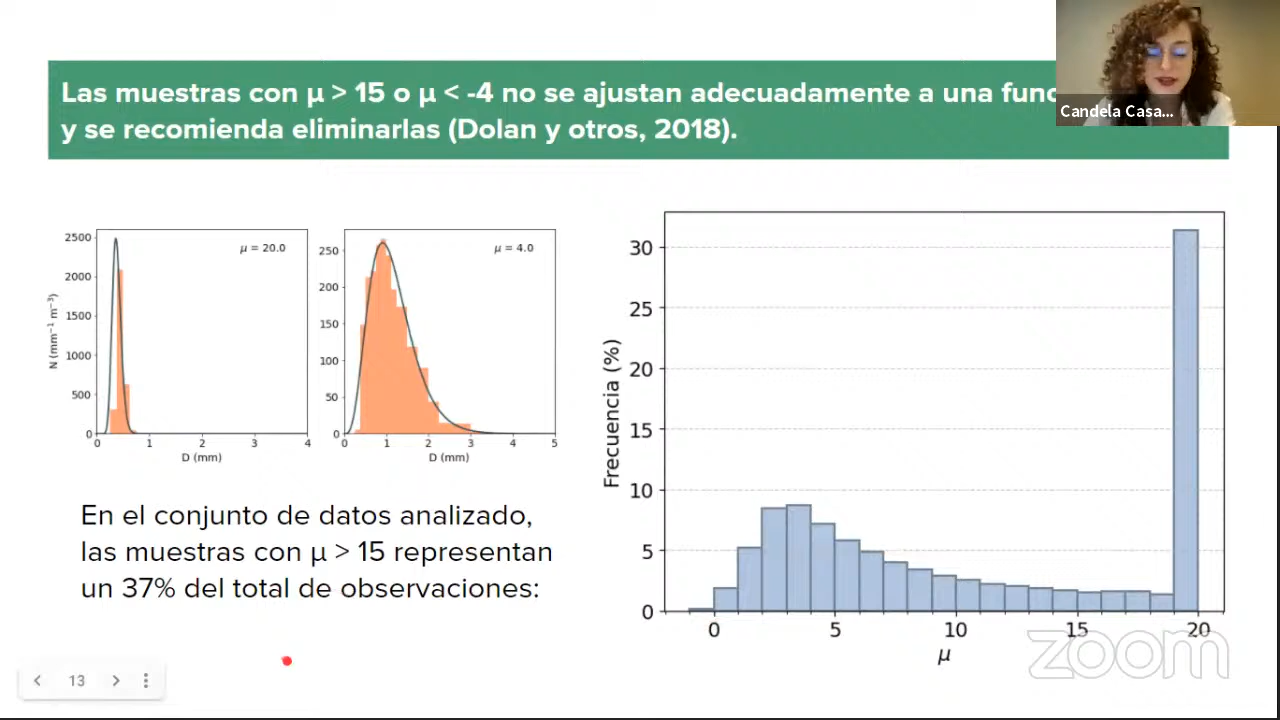 Las muestras con μ > 15 o μ < -4 no se ajustan adecuadamente a una func
y se recomienda eliminarlas (Dolan y otros, 2018).
Candela Casa...
2500
2000
1500
1000
500
0
N (mm⁻¹ m⁻³)
μ = 20.0
0 1 2 3 4
D (mm)
250
200
150
100
50
0
μ = 4.0
0 1 2 3 4 5
D (mm)
30
25
20
15
10
5
0
Frecuencia (%)
0 5 10 15 20
μ
En el conjunto de datos analizado,
las muestras con μ > 15 representan
un 37% del total de observaciones:
13
zoom